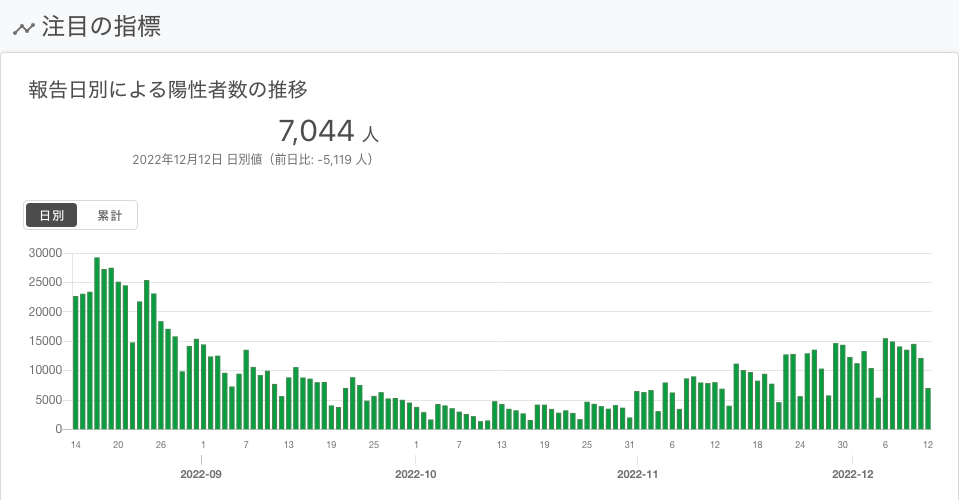 注目の指標
報告日別による陽性者数の推移
7,044 人
2022年12月12日 日別値（前日比: -5,119 人）
日別 累計
30000
25000
20000
15000
10000
5000
0
14 20 26 1 7 13 19 25 1 7 13 19 25 31 6 12 18 24 30 6 12
2022-09 2022-10 2022-11 2022-12